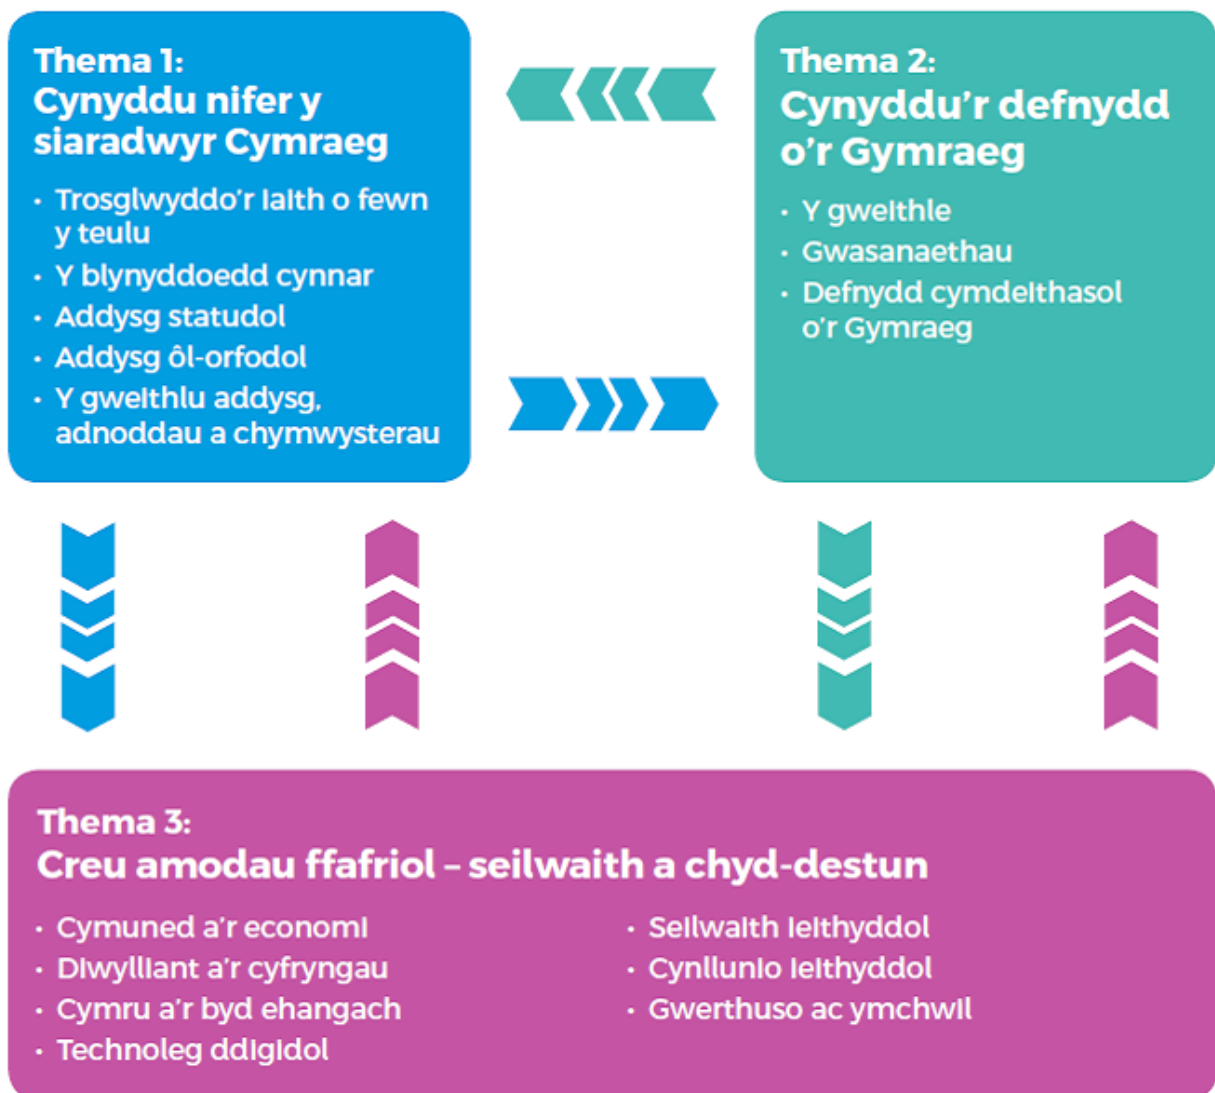 Thema 1:
Cynyddu nifer y
siaradwyr Cymraeg
• Trosglwyddo'r iaith o fewn
y teulu
• Y blynyddoedd cynnar
• Addysg statudol
• Addysg ôl-orfodol
• Y gweithlu addysg,
adnoddau a chymwysterau
Thema 2:
Cynyddu'r defnydd
o'r Gymraeg
• Y gweithle
• Gwasanaethau
• Defnydd cymdeithasol
o'r Gymraeg
Thema 3:
Creu amodau ffafriol – seilwaith a chyd-destun
• Cymuned a'r economi
• Diwylliant a'r cyfryngau
• Cymru a'r byd ehangach
• Technoleg ddigidol
• Seilwaith ieithyddol
• Cynllunio ieithyddol
• Gwerthuso ac ymchwil